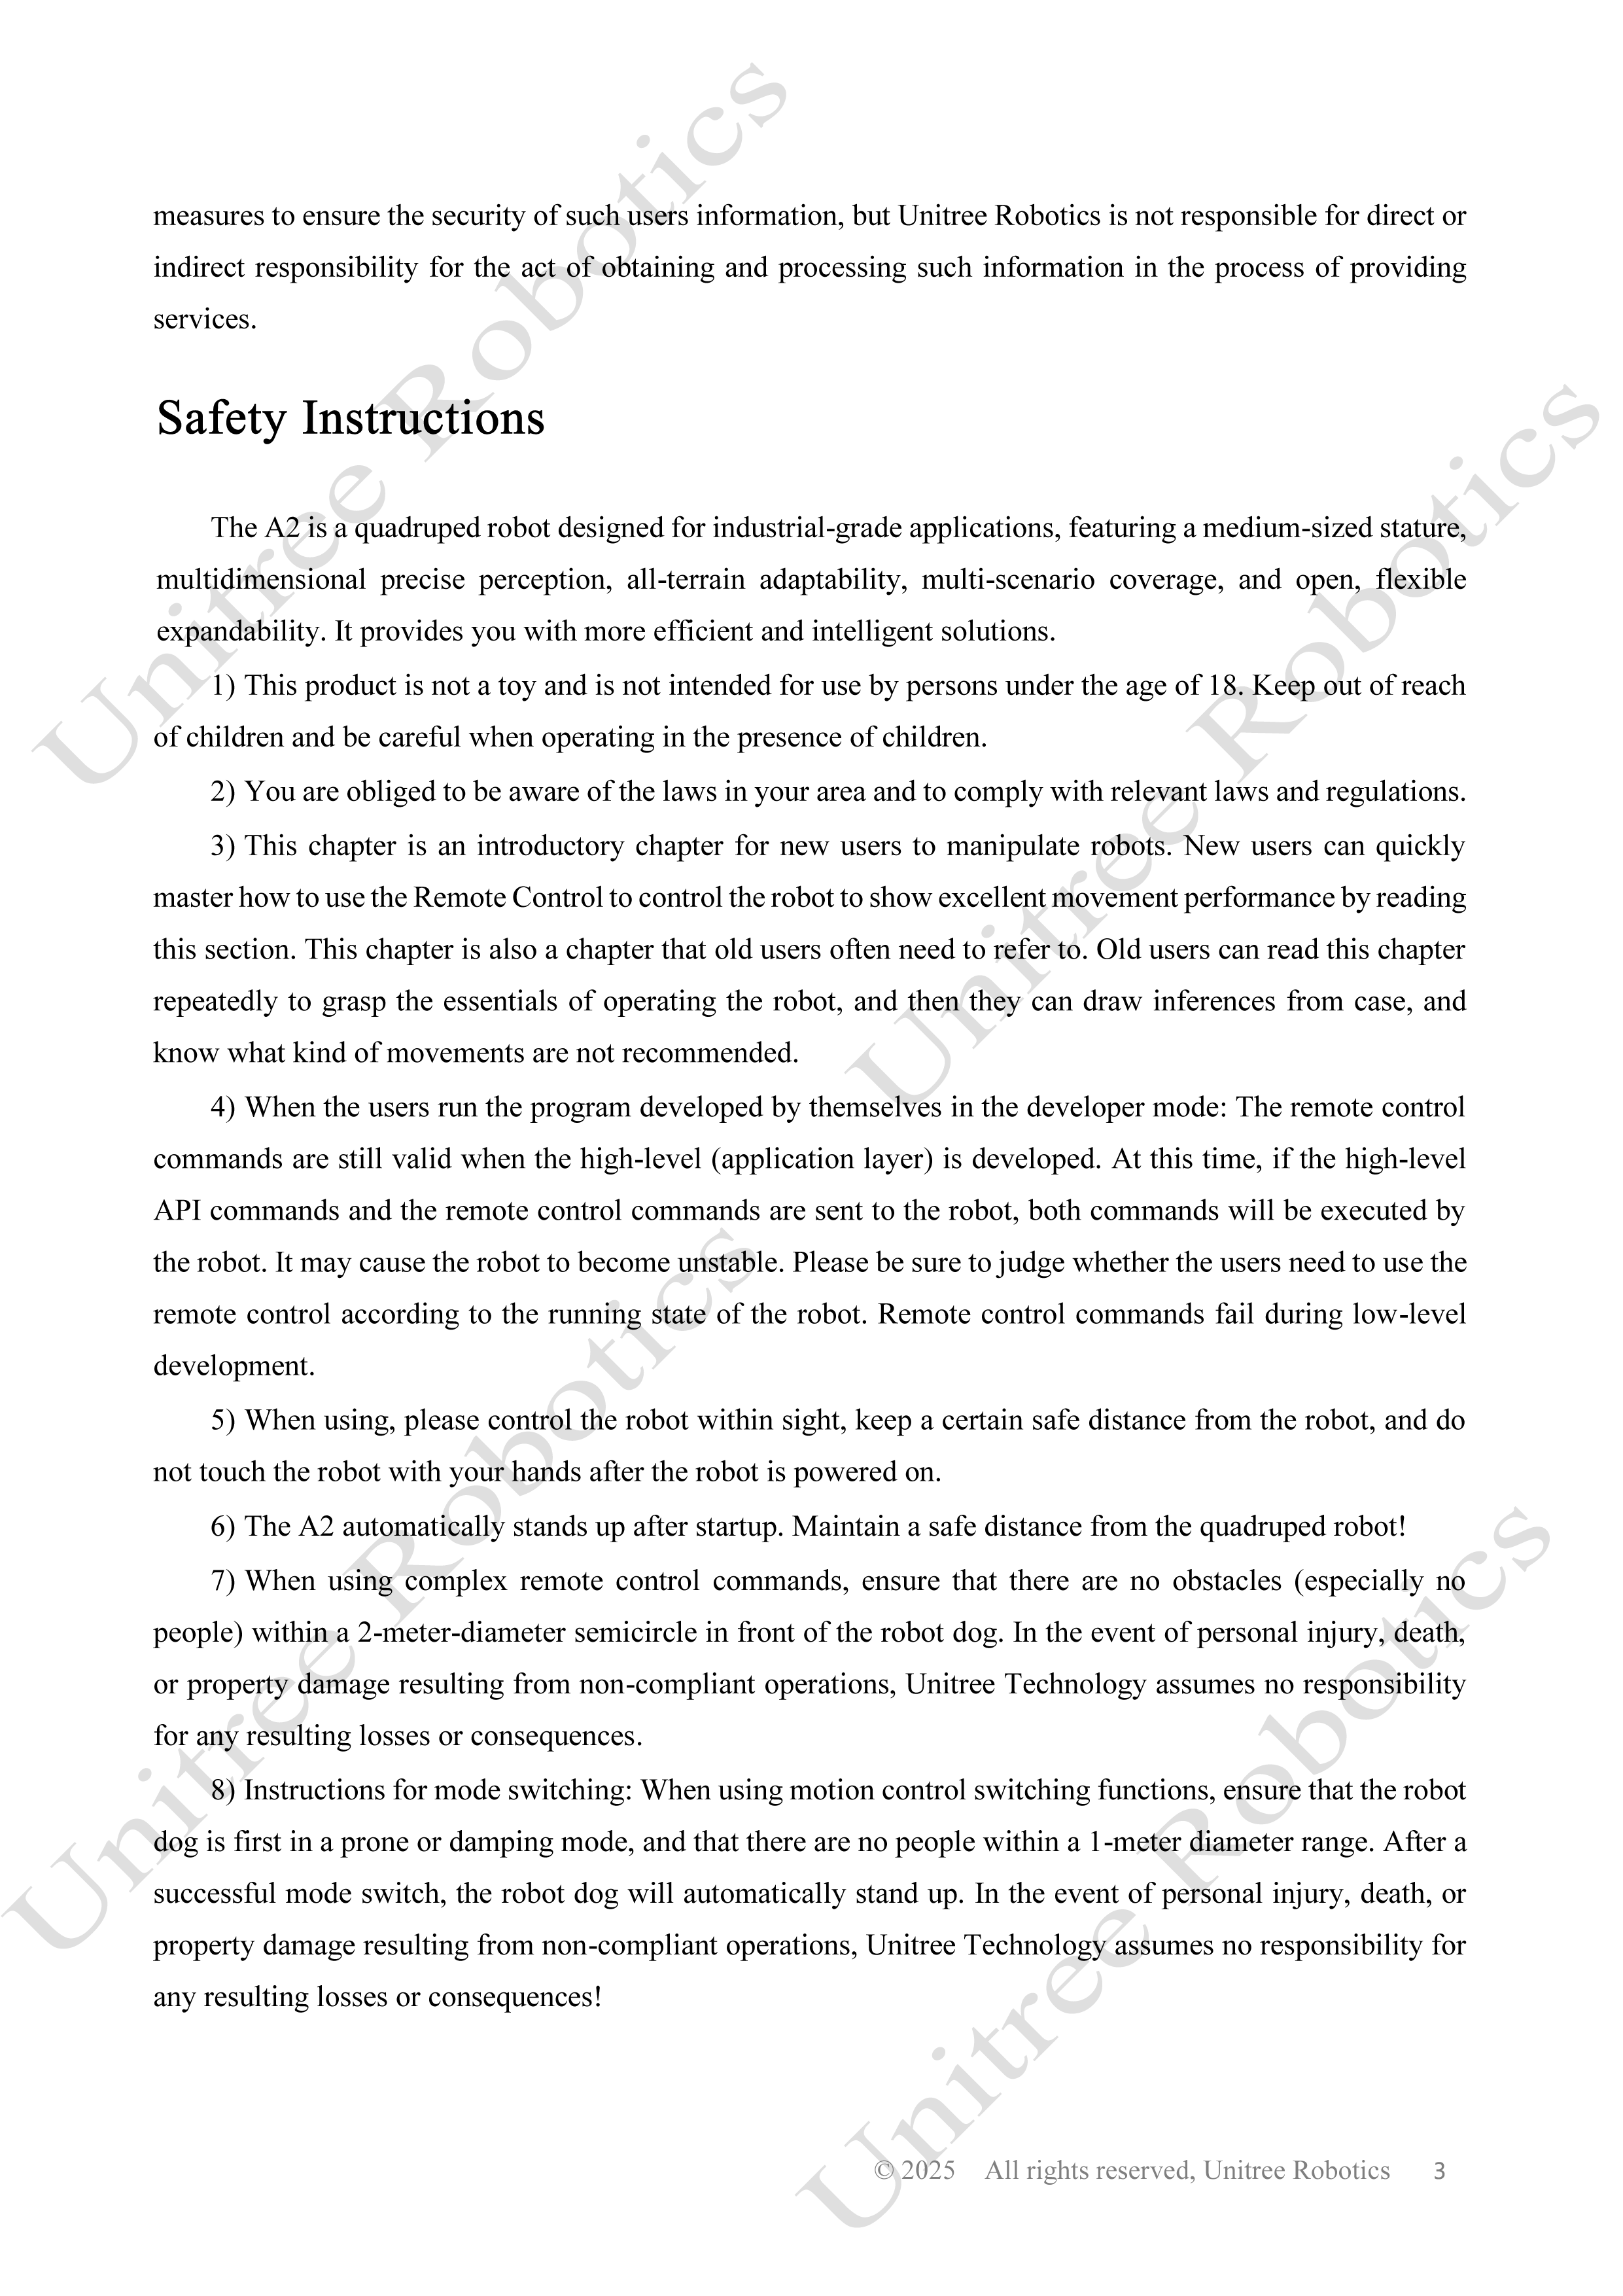 measures to ensure the security of such users information, but Unitree Robotics is not responsible for direct or
indirect responsibility for the act of obtaining and processing such information in the process of providing
services.
Safety Instructions
The A2 is a quadruped robot designed for industrial-grade applications, featuring a medium-sized stature,
multidimensional precise perception, all-terrain adaptability, multi-scenario coverage, and open, flexible
expandability. It provides you with more efficient and intelligent solutions.
1) This product is not a toy and is not intended for use by persons under the age of 18. Keep out of reach
of children and be careful when operating in the presence of children.
2) You are obliged to be aware of the laws in your area and to comply with relevant laws and regulations.
3) This chapter is an introductory chapter for new users to manipulate robots. New users can quickly
master how to use the Remote Control to control the robot to show excellent movement performance by reading
this section. This chapter is also a chapter that old users often need to refer to. Old users can read this chapter
repeatedly to grasp the essentials of operating the robot, and then they can draw inferences from case, and
know what kind of movements are not recommended.
4) When the users run the program developed by themselves in the developer mode: The remote control
commands are still valid when the high-level (application layer) is developed. At this time, if the high-level
API commands and the remote control commands are sent to the robot, both commands will be executed by
the robot. It may cause the robot to become unstable. Please be sure to judge whether the users need to use the
remote control according to the running state of the robot. Remote control commands fail during low-level
development.
5) When using, please control the robot within sight, keep a certain safe distance from the robot, and do
not touch the robot with your hands after the robot is powered on.
6) The A2 automatically stands up after startup. Maintain a safe distance from the quadruped robot!
7) When using complex remote control commands, ensure that there are no obstacles (especially no
people) within a 2-meter-diameter semicircle in front of the robot dog. In the event of personal injury, death,
or property damage resulting from non-compliant operations, Unitree Technology assumes no responsibility
for any resulting losses or consequences.
8) Instructions for mode switching: When using motion control switching functions, ensure that the robot
dog is first in a prone or damping mode, and that there are no people within a 1-meter diameter range. After a
successful mode switch, the robot dog will automatically stand up. In the event of personal injury, death, or
property damage resulting from non-compliant operations, Unitree Technology assumes no responsibility for
any resulting losses or consequences!
© 2025 All rights reserved, Unitree Robotics 3
Unitree Robotics
Unitree Robotics
Unitree Robotics
Unitree Robotics